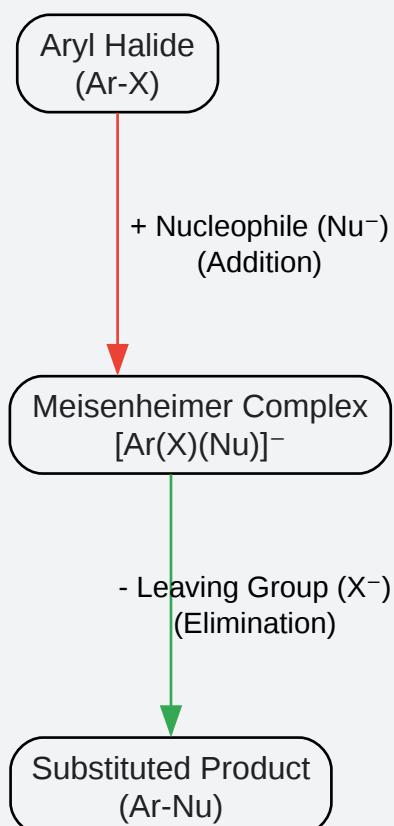 Aryl Halide
(Ar-X)
+ Nucleophile (Nu⁻)
(Addition)
Meisenheimer Complex
[Ar(X)(Nu)]⁻
- Leaving Group (X⁻)
(Elimination)
Substituted Product
(Ar-Nu)